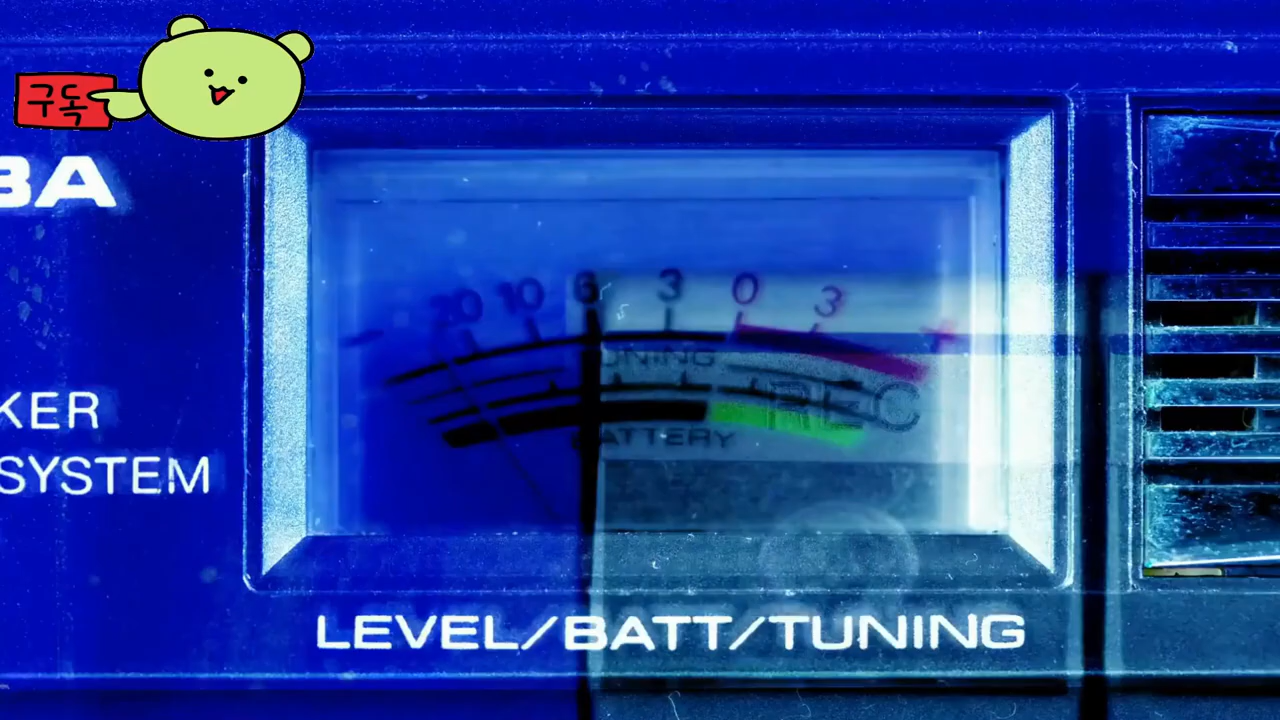 구독
BA
20 10 6 3 0 3 +
TUNING
REC
BATTERY
KER
SYSTEM
LEVEL/BATT/TUNING